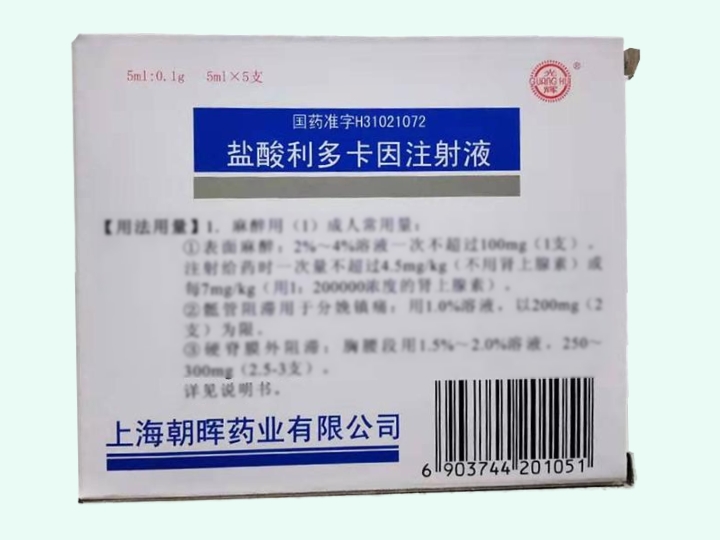 5ml:0.1g 5ml×5支
光辉
GUANG HUI
®
国药准字H31021072
盐酸利多卡因注射液
【用法用量】1．麻醉用（1）成人常用量：
①表面麻醉：2%～4%溶液一次不超过100mg（1支）。
注射给药时一次量不超过4.5mg/kg（不用肾上腺素）或
每7mg/kg（用1：200000浓度的肾上腺素）。
②骶管阻滞用于分娩镇痛：用1.0%溶液，以200mg（2
支）为限。
③硬脊膜外阻滞：胸腰段用1.5%～2.0%溶液，250～
300mg（2.5-3支）。
详见说明书。
上海朝晖药业有限公司
6 903744 201051